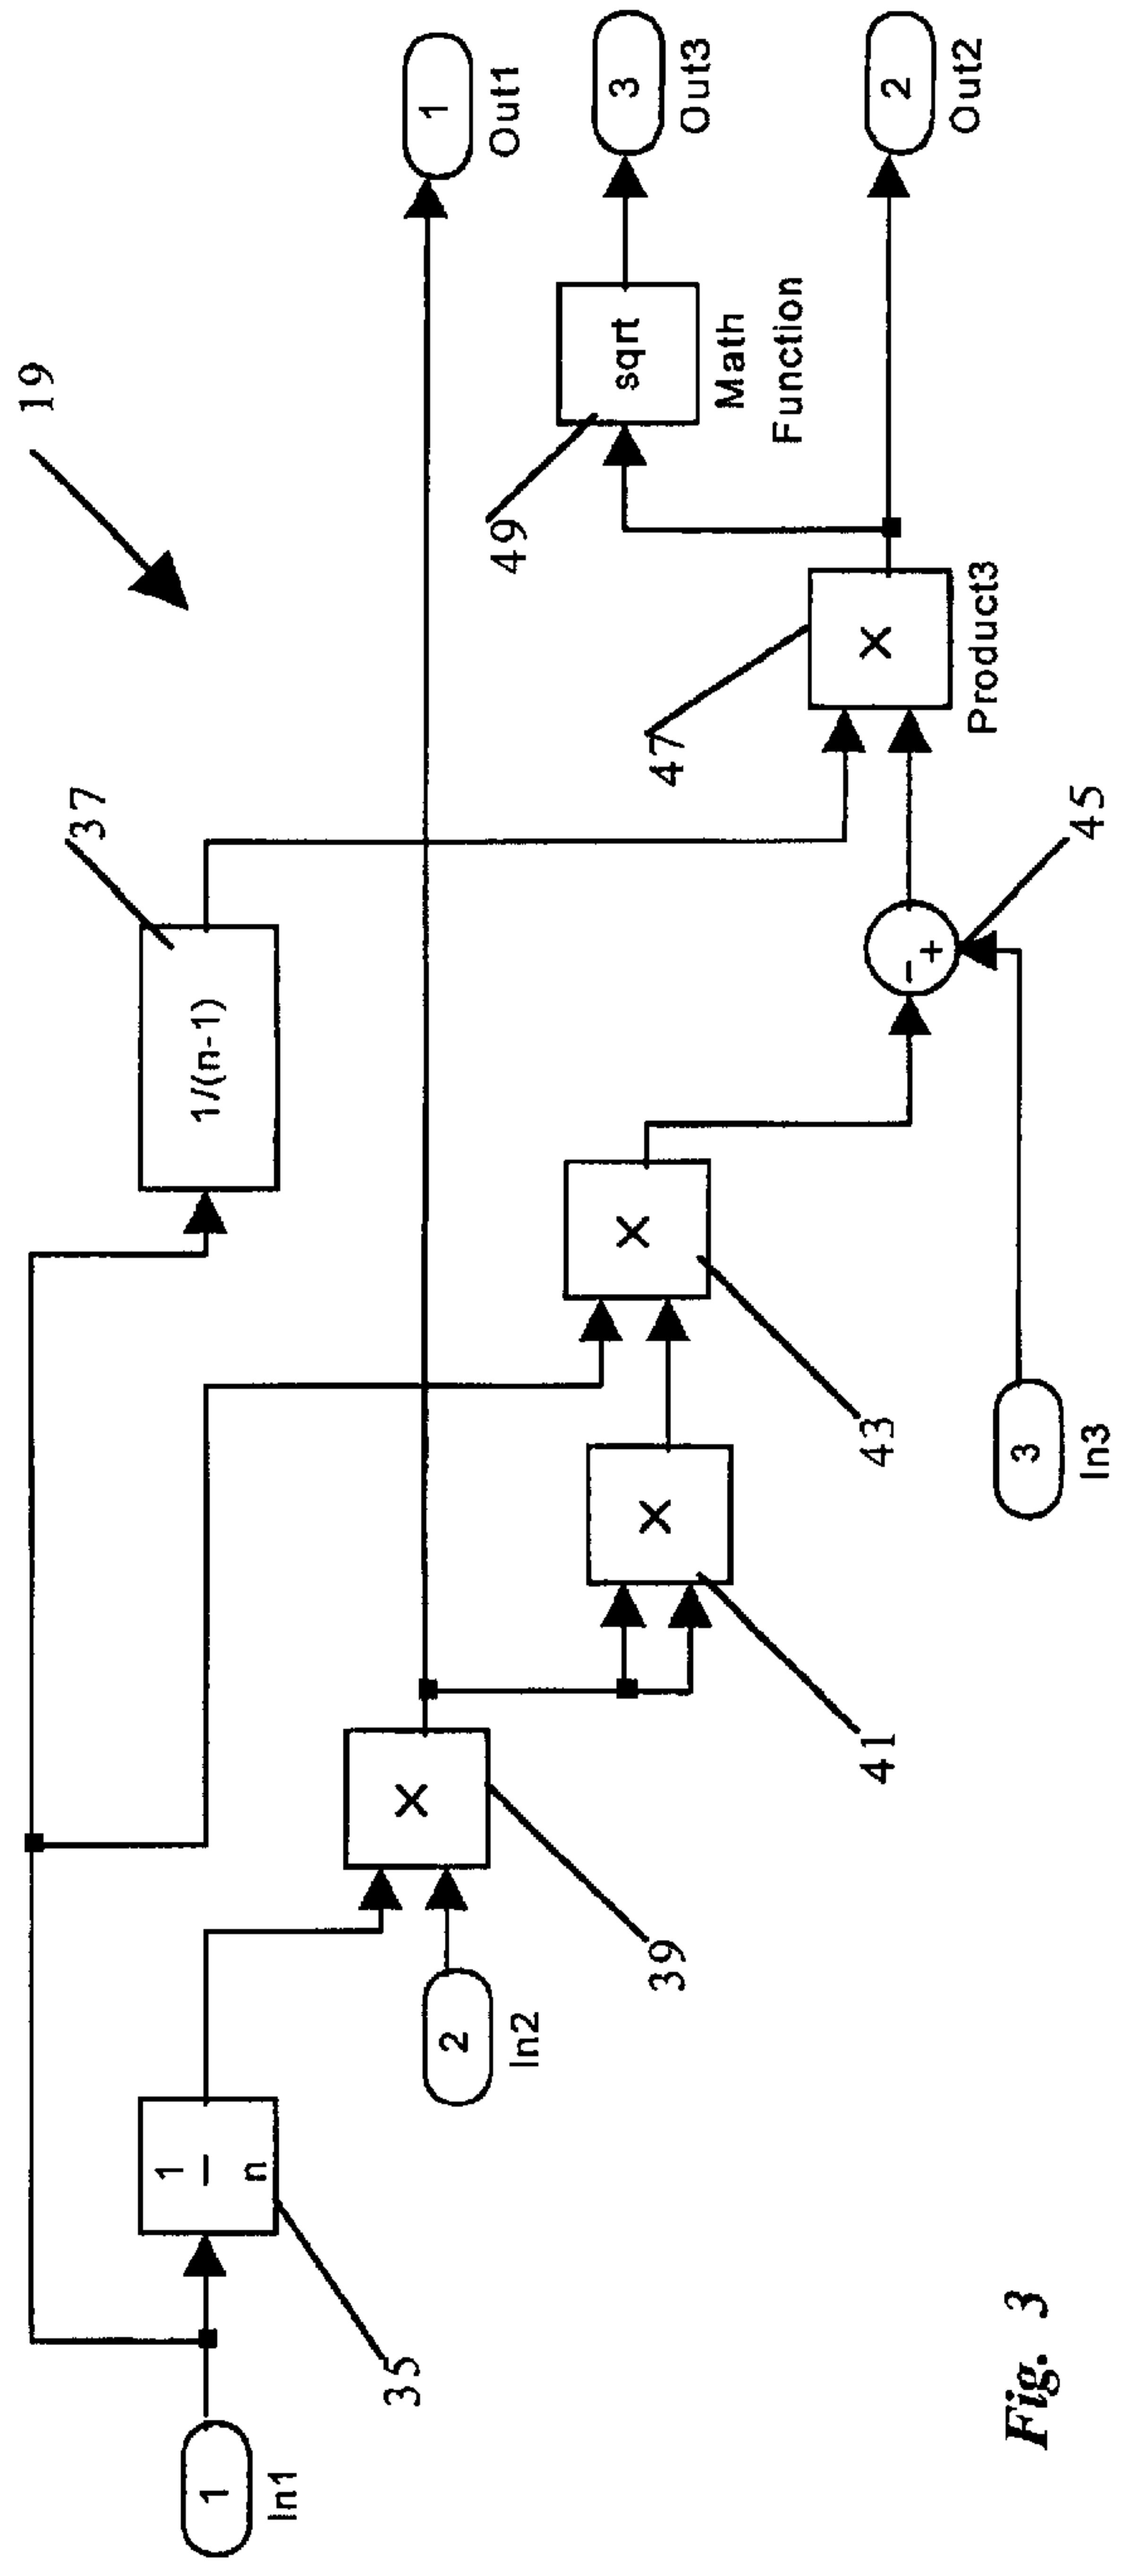 19
37
1/(n-1)
1
In1
1
n
35
2
In2
X
39
X
41
X
43
3
In3
-
+
45
X
47
Product3
sqrt
49
Math
Function
1
Out1
3
Out3
2
Out2
Fig. 3